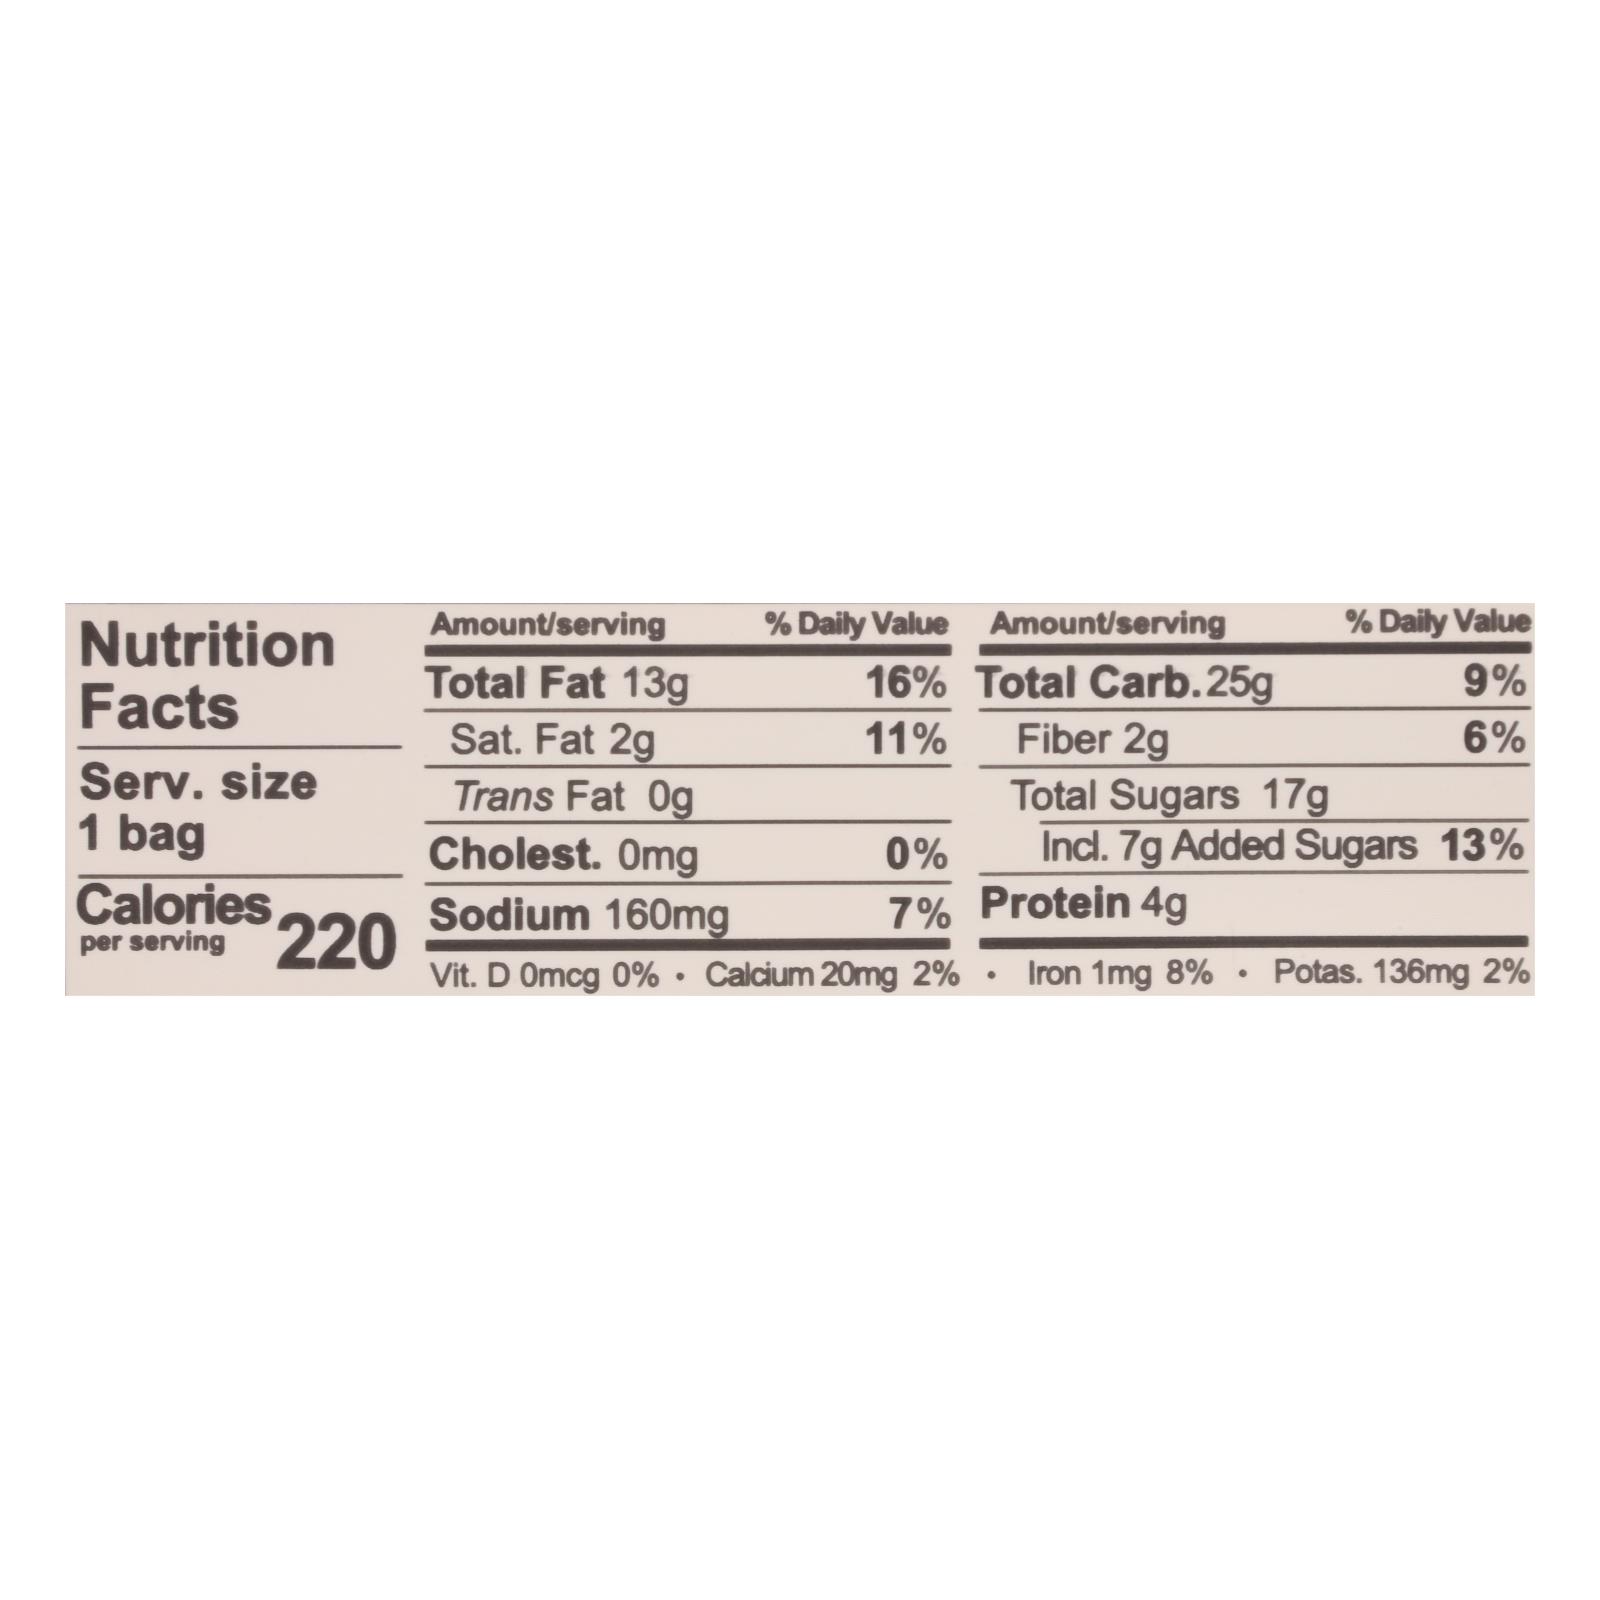 Nutrition
Facts
Serv. size
1 bag
Calories
per serving
220
Amount/serving % Daily Value
Total Fat 13g 16%
Sat. Fat 2g 11%
Trans Fat 0g
Cholest. 0mg 0%
Sodium 160mg 7%
Amount/serving % Daily Value
Total Carb. 25g 9%
Fiber 2g 6%
Total Sugars 17g
Incl. 7g Added Sugars 13%
Protein 4g
Vit. D 0mcg 0% • Calcium 20mg 2% • Iron 1mg 8% • Potas. 136mg 2%